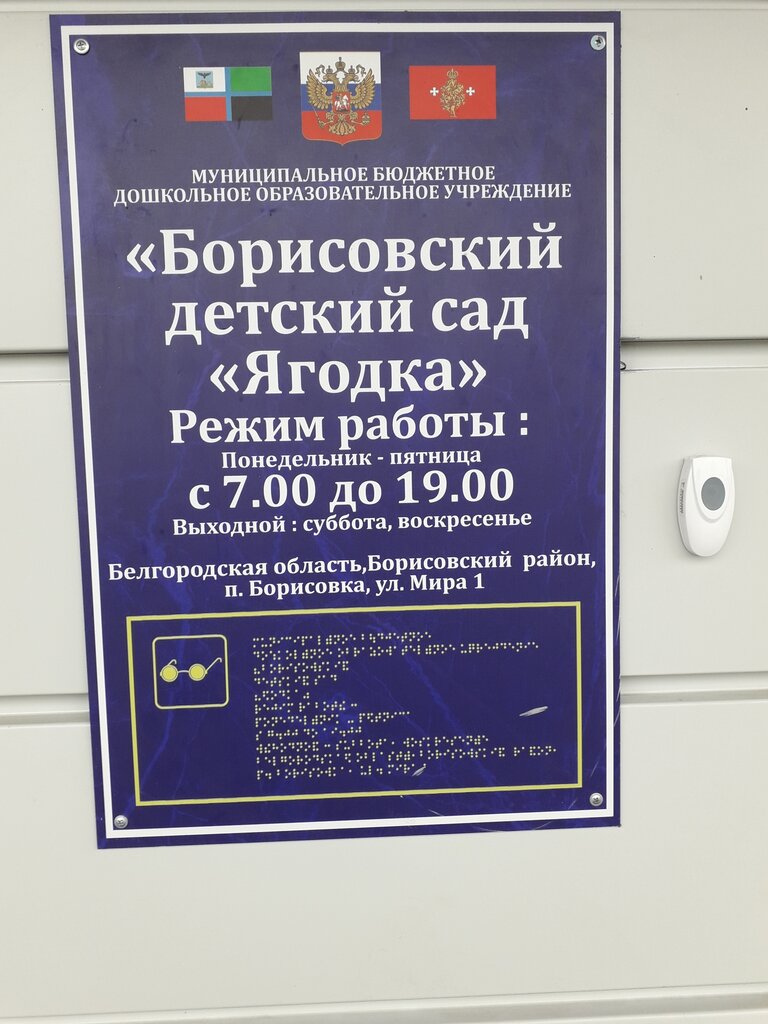 МУНИЦИПАЛЬНОЕ БЮДЖЕТНОЕ
ДОШКОЛЬНОЕ ОБРАЗОВАТЕЛЬНОЕ УЧРЕЖДЕНИЕ
«Борисовский
детский сад
«Ягодка»
Режим работы :
Понедельник - пятница
с 7.00 до 19.00
Выходной : суббота, воскресенье
Белгородская область,Борисовский район,
п. Борисовка, ул. Мира 1